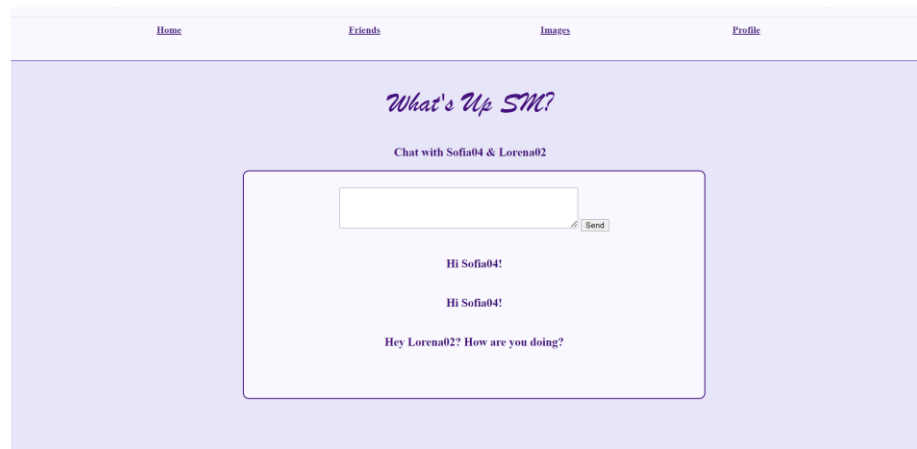 Home Friends Images Profile
What's Up SM?
Chat with Sofia04 & Lorena02
Send
Hi Sofia04!
Hi Sofia04!
Hey Lorena02? How are you doing?